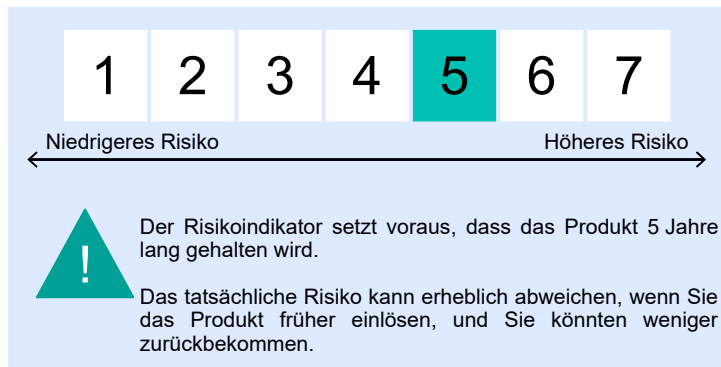 1 2 3 4 5 6 7
Niedrigeres Risiko Höheres Risiko
Der Risikoindikator setzt voraus, dass das Produkt 5 Jahre
lang gehalten wird.
!
Das tatsächliche Risiko kann erheblich abweichen, wenn Sie
das Produkt früher einlösen, und Sie könnten weniger
zurückbekommen.